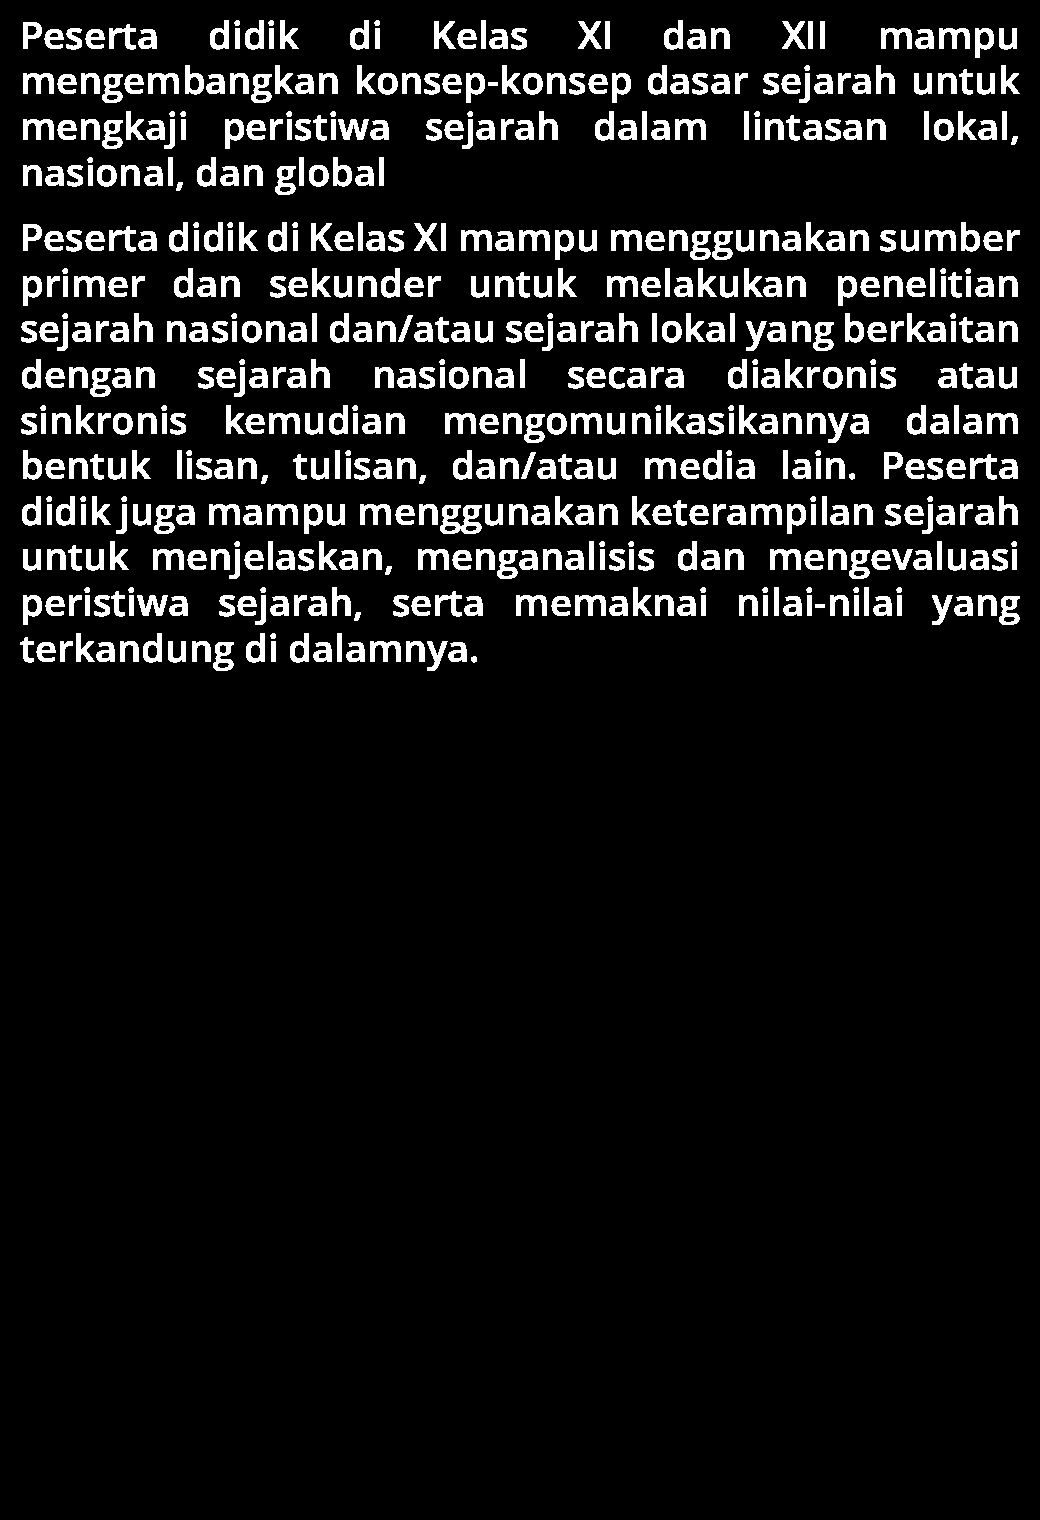 Peserta didik di Kelas XI dan XII mampu
mengembangkan konsep-konsep dasar sejarah untuk
mengkaji peristiwa sejarah dalam lintasan lokal,
nasional, dan global
Peserta didik di Kelas XI mampu menggunakan sumber
primer dan sekunder untuk melakukan penelitian
sejarah nasional dan/atau sejarah lokal yang berkaitan
dengan sejarah nasional secara diakronis atau
sinkronis kemudian mengomunikasikannya dalam
bentuk lisan, tulisan, dan/atau media lain. Peserta
didik juga mampu menggunakan keterampilan sejarah
untuk menjelaskan, menganalisis dan mengevaluasi
peristiwa sejarah, serta memaknai nilai-nilai yang
terkandung di dalamnya.